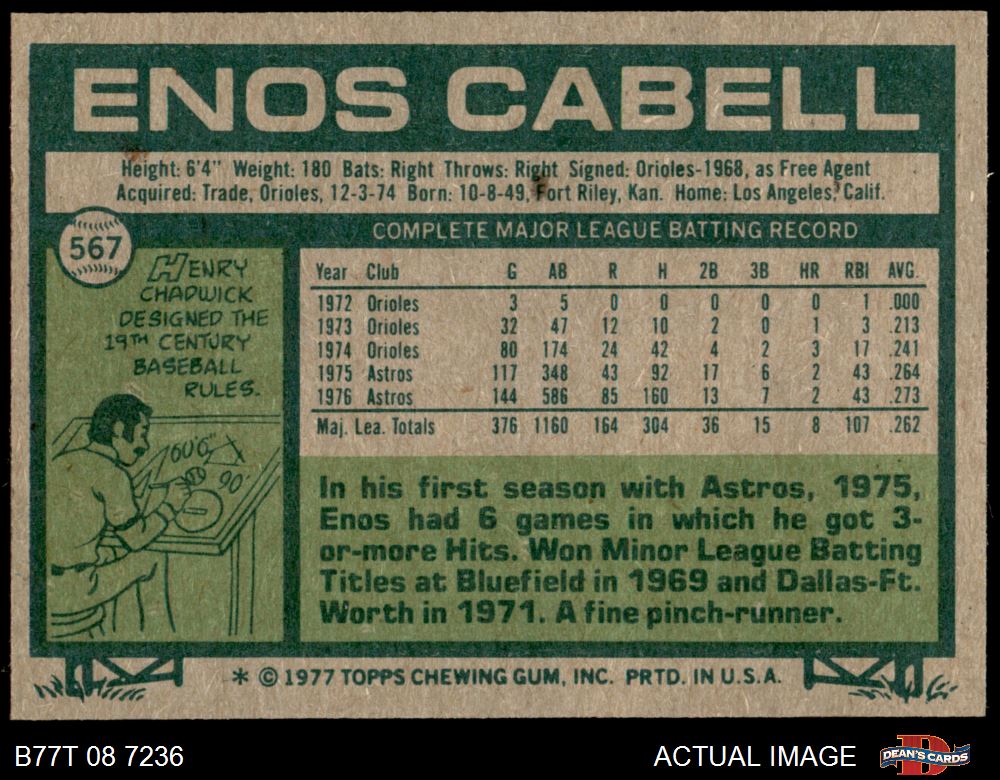 ENOS CABELL
Height: 6'4" Weight: 180 Bats: Right Throws: Right Signed: Orioles-1968, as Free Agent
Acquired: Trade, Orioles, 12-3-74 Born: 10-8-49, Fort Riley, Kan. Home: Los Angeles, Calif.
567
HENRY
CHADWICK
DESIGNED THE
19TH CENTURY
BASEBALL
RULES.
60'6"
90'
COMPLETE MAJOR LEAGUE BATTING RECORD
Year Club G AB R H 2B 3B HR RBI AVG.
1972 Orioles 3 5 0 0 0 0 0 1 .000
1973 Orioles 32 47 12 10 2 0 1 3 .213
1974 Orioles 80 174 24 42 4 2 3 17 .241
1975 Astros 117 348 43 92 17 6 2 43 .264
1976 Astros 144 586 85 160 13 7 2 43 .273
Maj. Lea. Totals 376 1160 164 304 36 15 8 107 .262
In his first season with Astros, 1975,
Enos had 6 games in which he got 3-
or-more Hits. Won Minor League Batting
Titles at Bluefield in 1969 and Dallas-Ft.
Worth in 1971. A fine pinch-runner.
* © 1977 TOPPS CHEWING GUM, INC. PRTD. IN U.S.A.
B77T 08 7236
ACTUAL IMAGE
D
DEAN'S CARDS